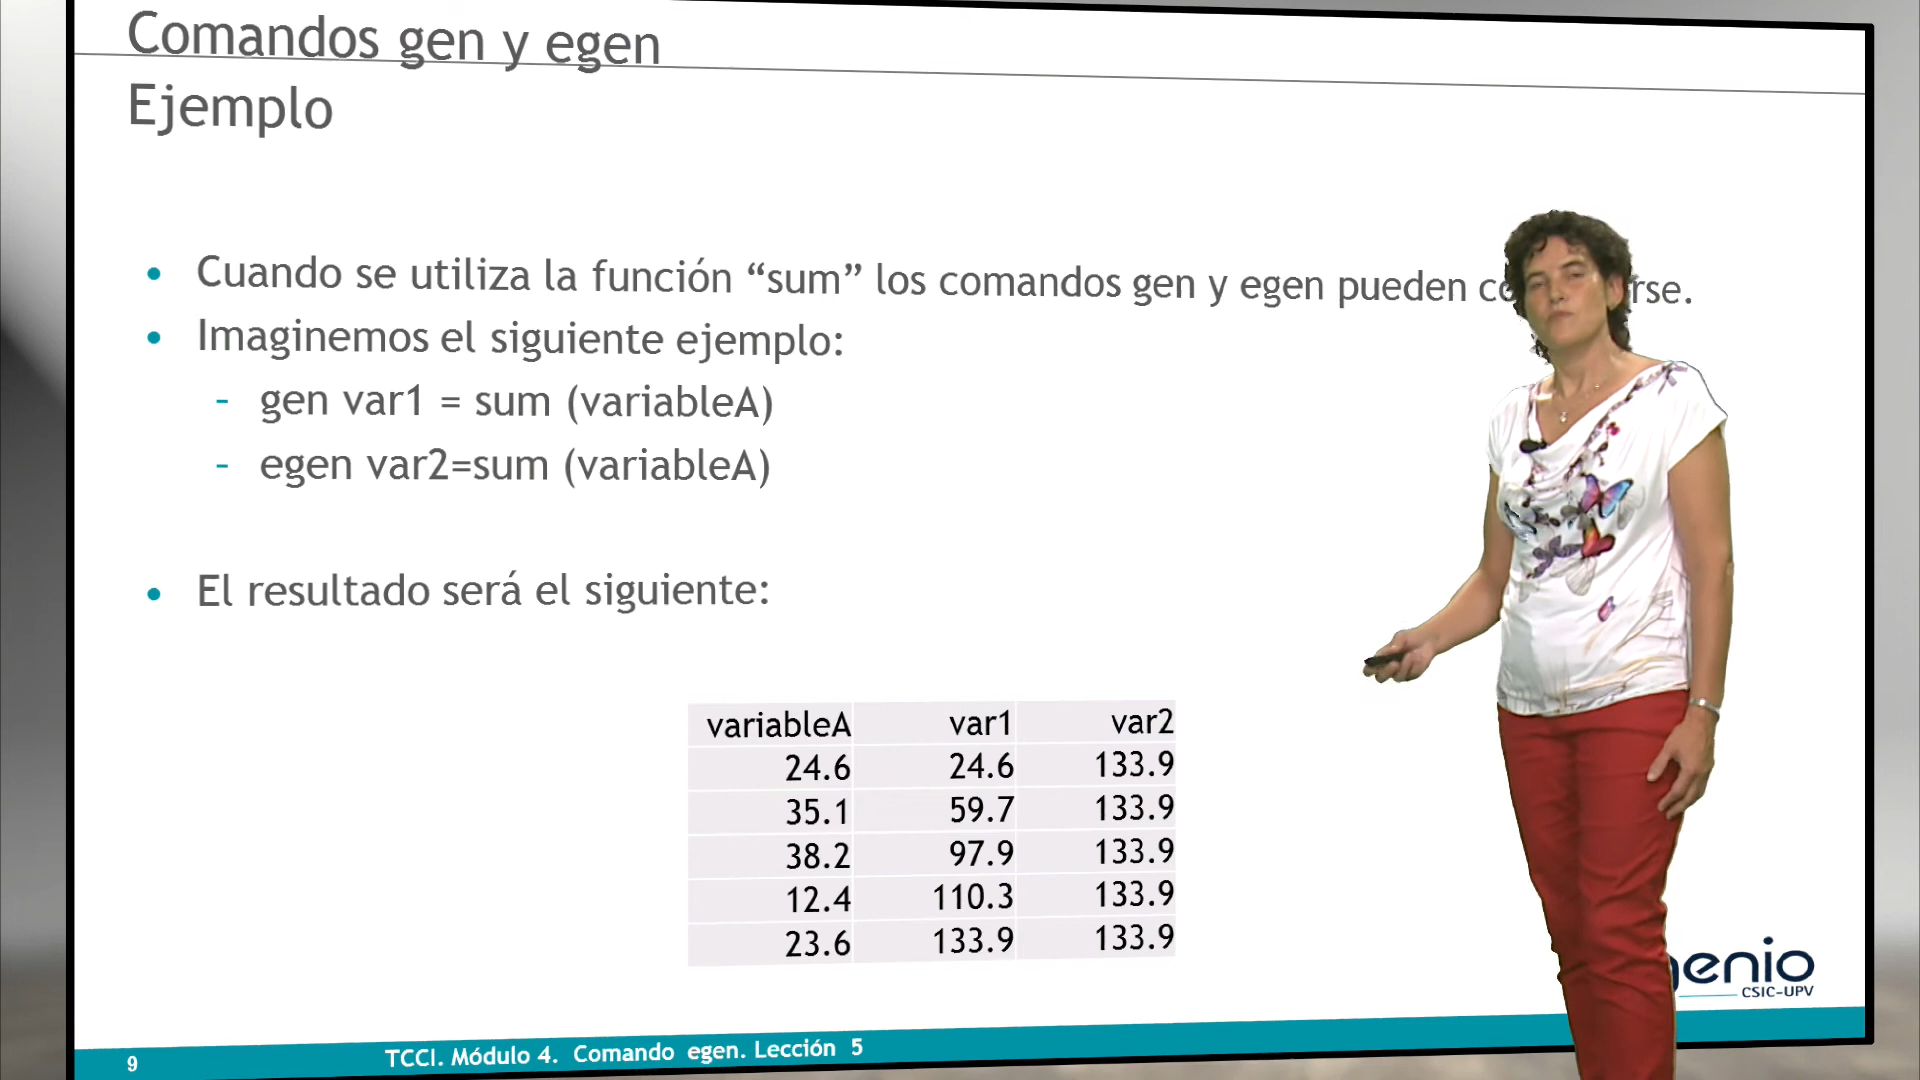 Comandos gen y egen
Ejemplo
• Cuando se utiliza la función “sum” los comandos gen y egen pueden
• Imaginemos el siguiente ejemplo:
- gen var1 = sum (variableA)
- egen var2=sum (variableA)
• El resultado será el siguiente:
variableA var1 var2
24.6 24.6 133.9
35.1 59.7 133.9
38.2 97.9 133.9
12.4 110.3 133.9
23.6 133.9 133.9
enio
CSIC-UPV
9 TCCI. Módulo 4. Comando egen. Lección 5